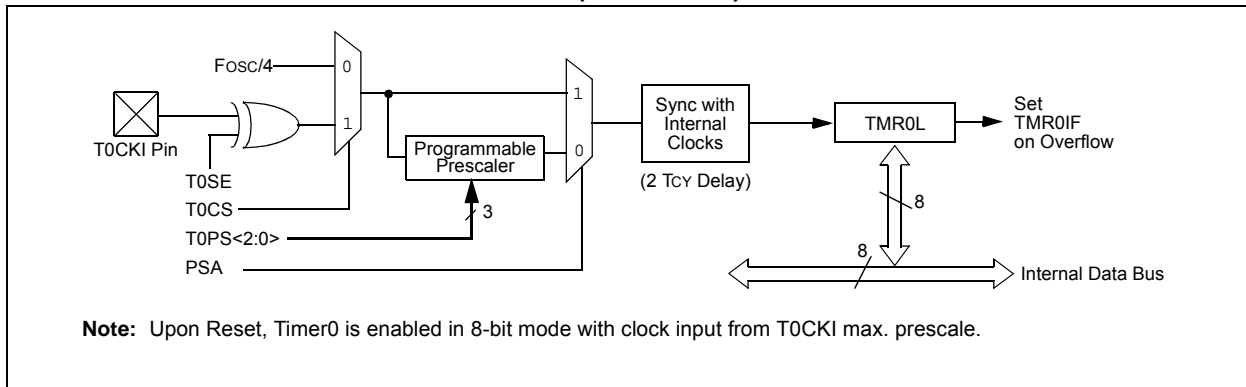 Fosc/4
0
1
T0CKI Pin
T0SE
T0CS
T0PS<2:0>
PSA
Programmable
Prescaler
3
1
0
Sync with
Internal
Clocks
(2 TCY Delay)
TMR0L
Set
TMR0IF
on Overflow
8
8
Internal Data Bus
Note: Upon Reset, Timer0 is enabled in 8-bit mode with clock input from T0CKI max. prescale.